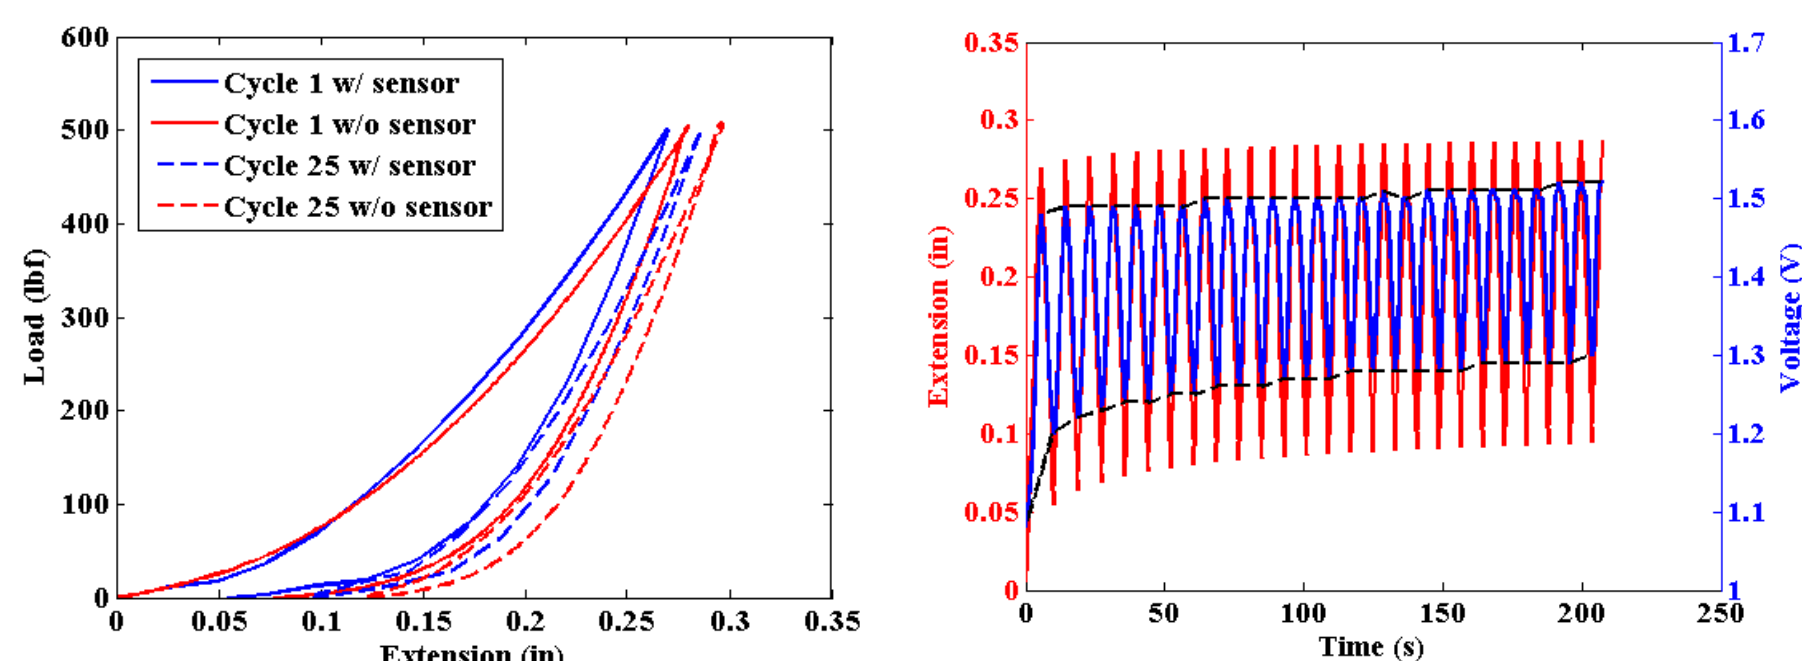 600
500
400
300
200
100
0
Load (lbf)
Cycle 1 w/ sensor
Cycle 1 w/o sensor
Cycle 25 w/ sensor
Cycle 25 w/o sensor
0 0.05 0.1 0.15 0.2 0.25 0.3 0.35
Extension (in)
0.35
0.3
0.25
0.2
0.15
0.1
0.05
0
Extension (in)
1.7
1.6
1.5
1.4
1.3
1.2
1.1
1
Voltage (V)
0 50 100 150 200 250
Time (s)